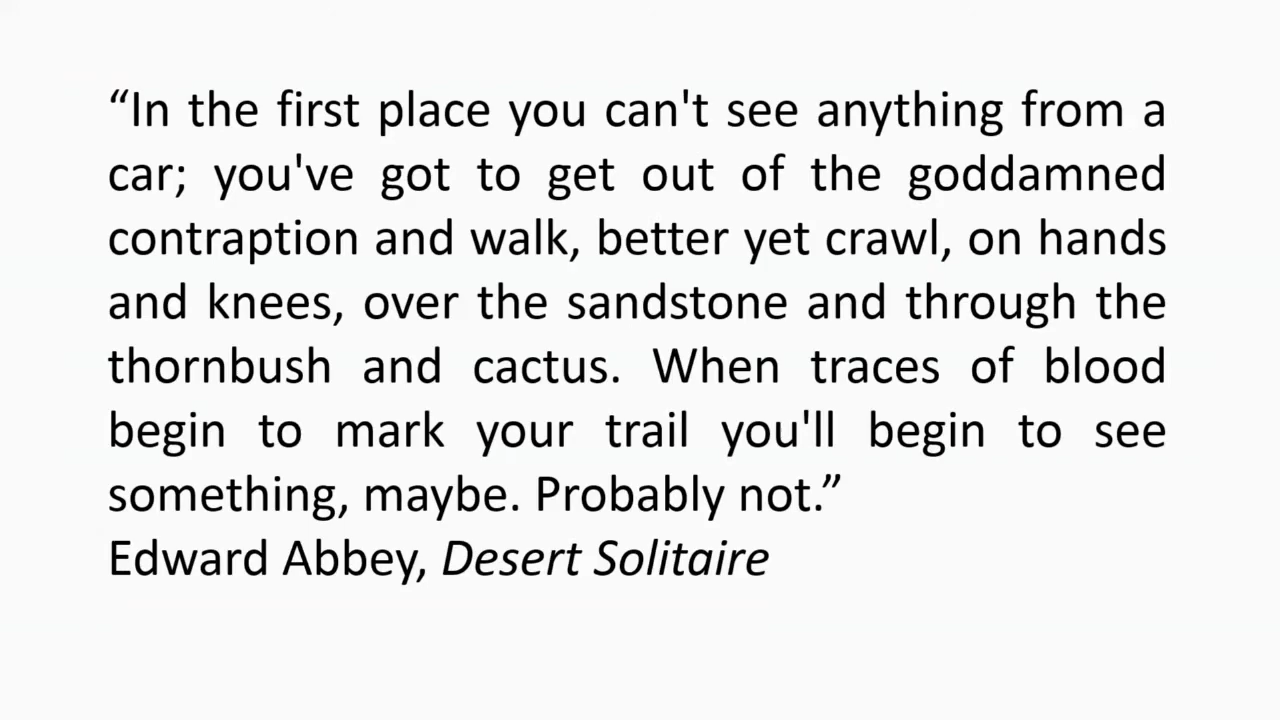 “In the first place you can't see anything from a
car; you've got to get out of the goddamned
contraption and walk, better yet crawl, on hands
and knees, over the sandstone and through the
thornbush and cactus. When traces of blood
begin to mark your trail you'll begin to see
something, maybe. Probably not.”
Edward Abbey, Desert Solitaire